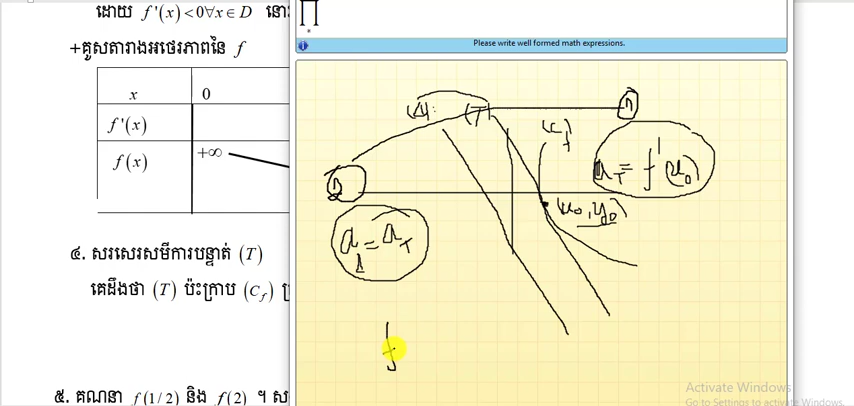 ដោយ f'(x)<0∀x∈D នោះ
+គូសតារាងអថេរភាពនៃ f
x 0
f'(x)
f(x) +∞
៤. សរសេរសមីការបន្ទាត់ (T)
គេដឹងថា (T) ប៉ះក្រាប (C_f)
៥. គណនា f(1/2) និង f(2) ។ ស
∏
Please write well formed math expressions.
(Δ): (T)
(C_f)
a_T = f'(x_0)
(x_0, y_0)
a_Δ = a_T
f
Activate Windows
Go to Settings to activate Windows.